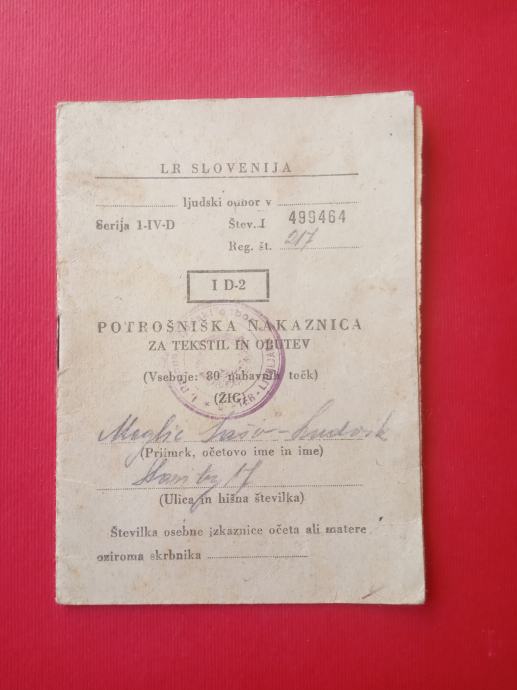 LR SLOVENIJA
ljudski odbor v
Serija 1-IV-D Štev. I 499464
Reg. št. 217
I D-2
POTROŠNIŠKA NAKAZNICA
ZA TEKSTIL IN OBUTEV
(Vsebuje: 80 nabavnih točk)
(ŽIG)
Meglič
(Priimek, očetovo ime in ime)
17
(Ulica in hišna številka)
Številka osebne izkaznice očeta ali matere
oziroma skrbnika